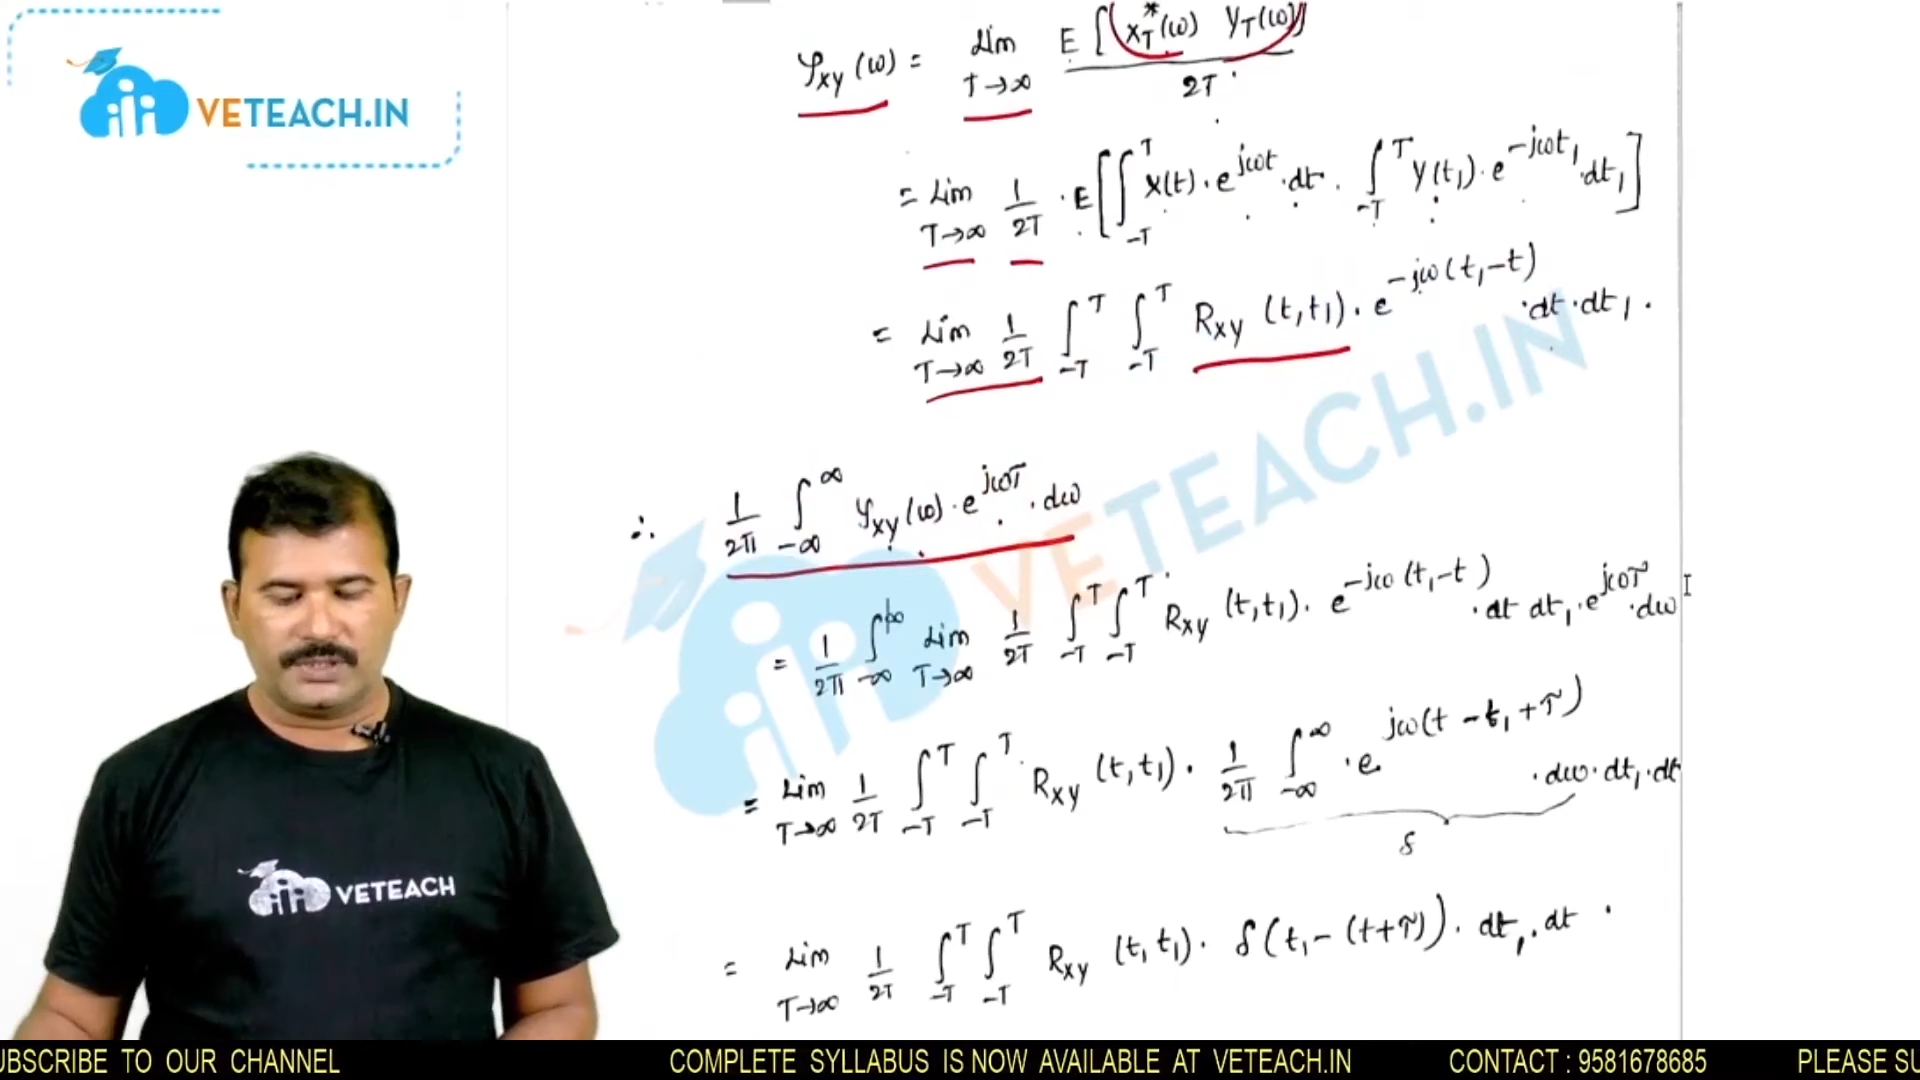 VETEACH.IN
𝒮xy(ω) = Lim T→∞ E[X*T(ω) YT(ω)] / 2T
= Lim T→∞ 1/2T · E[∫_{-T}^{T} X(t)·e^{jωt}·dt · ∫_{-T}^{T} Y(t₁)·e^{-jωt₁}·dt₁]
= Lim T→∞ 1/2T ∫_{-T}^{T} ∫_{-T}^{T} Rxy (t,t₁)·e^{-jω(t₁-t)}·dt·dt₁.
∴ 1/2π ∫_{-∞}^{∞} 𝒮xy(ω)·e^{jωτ}·dω
= 1/2π ∫_{-∞}^{∞} Lim T→∞ 1/2T ∫_{-T}^{T} ∫_{-T}^{T} Rxy (t,t₁)·e^{-jω(t₁-t)}·dt dt₁·e^{jωτ}·dω
= Lim T→∞ 1/2T ∫_{-T}^{T} ∫_{-T}^{T} Rxy (t,t₁)· 1/2π ∫_{-∞}^{∞}·e^{jω(t-t₁+τ)}·dω·dt₁·dt
δ
= Lim T→∞ 1/2T ∫_{-T}^{T} ∫_{-T}^{T} Rxy (t,t₁)· δ(t₁-(t+τ))·dt₁·dt.
VETEACH.IN
VETEACH
UBSCRIBE TO OUR CHANNEL COMPLETE SYLLABUS IS NOW AVAILABLE AT VETEACH.IN CONTACT : 9581678685 PLEASE SU